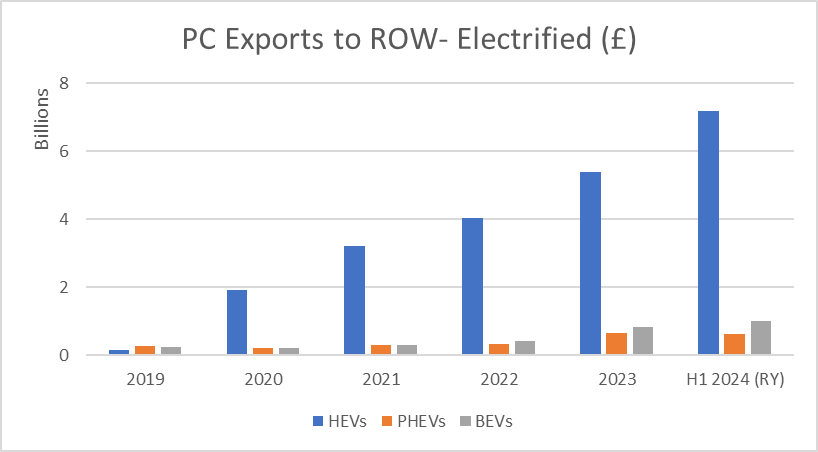 PC Exports to ROW- Electrified (£)
Billions
8
6
4
2
0
2019 2020 2021 2022 2023 H1 2024 (RY)
HEVs PHEVs BEVs